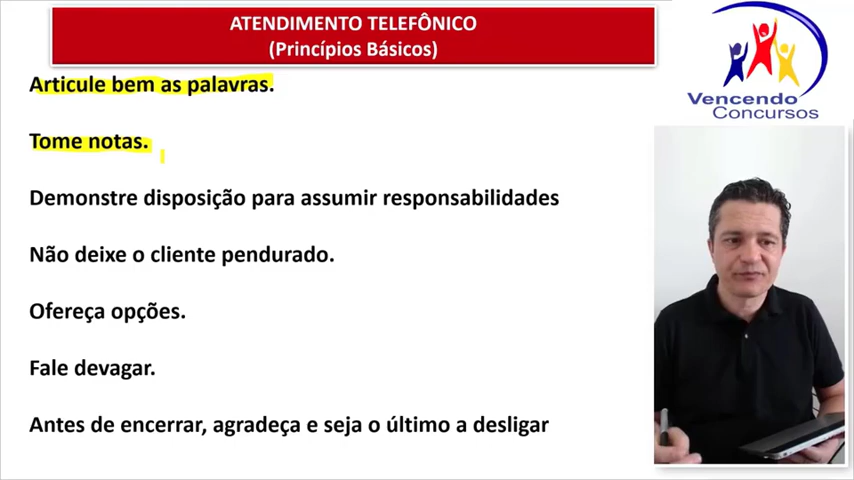 ATENDIMENTO TELEFÔNICO
(Princípios Básicos)
Vencendo
Concursos
Articule bem as palavras.
Tome notas.
Demonstre disposição para assumir responsabilidades
Não deixe o cliente pendurado.
Ofereça opções.
Fale devagar.
Antes de encerrar, agradeça e seja o último a desligar